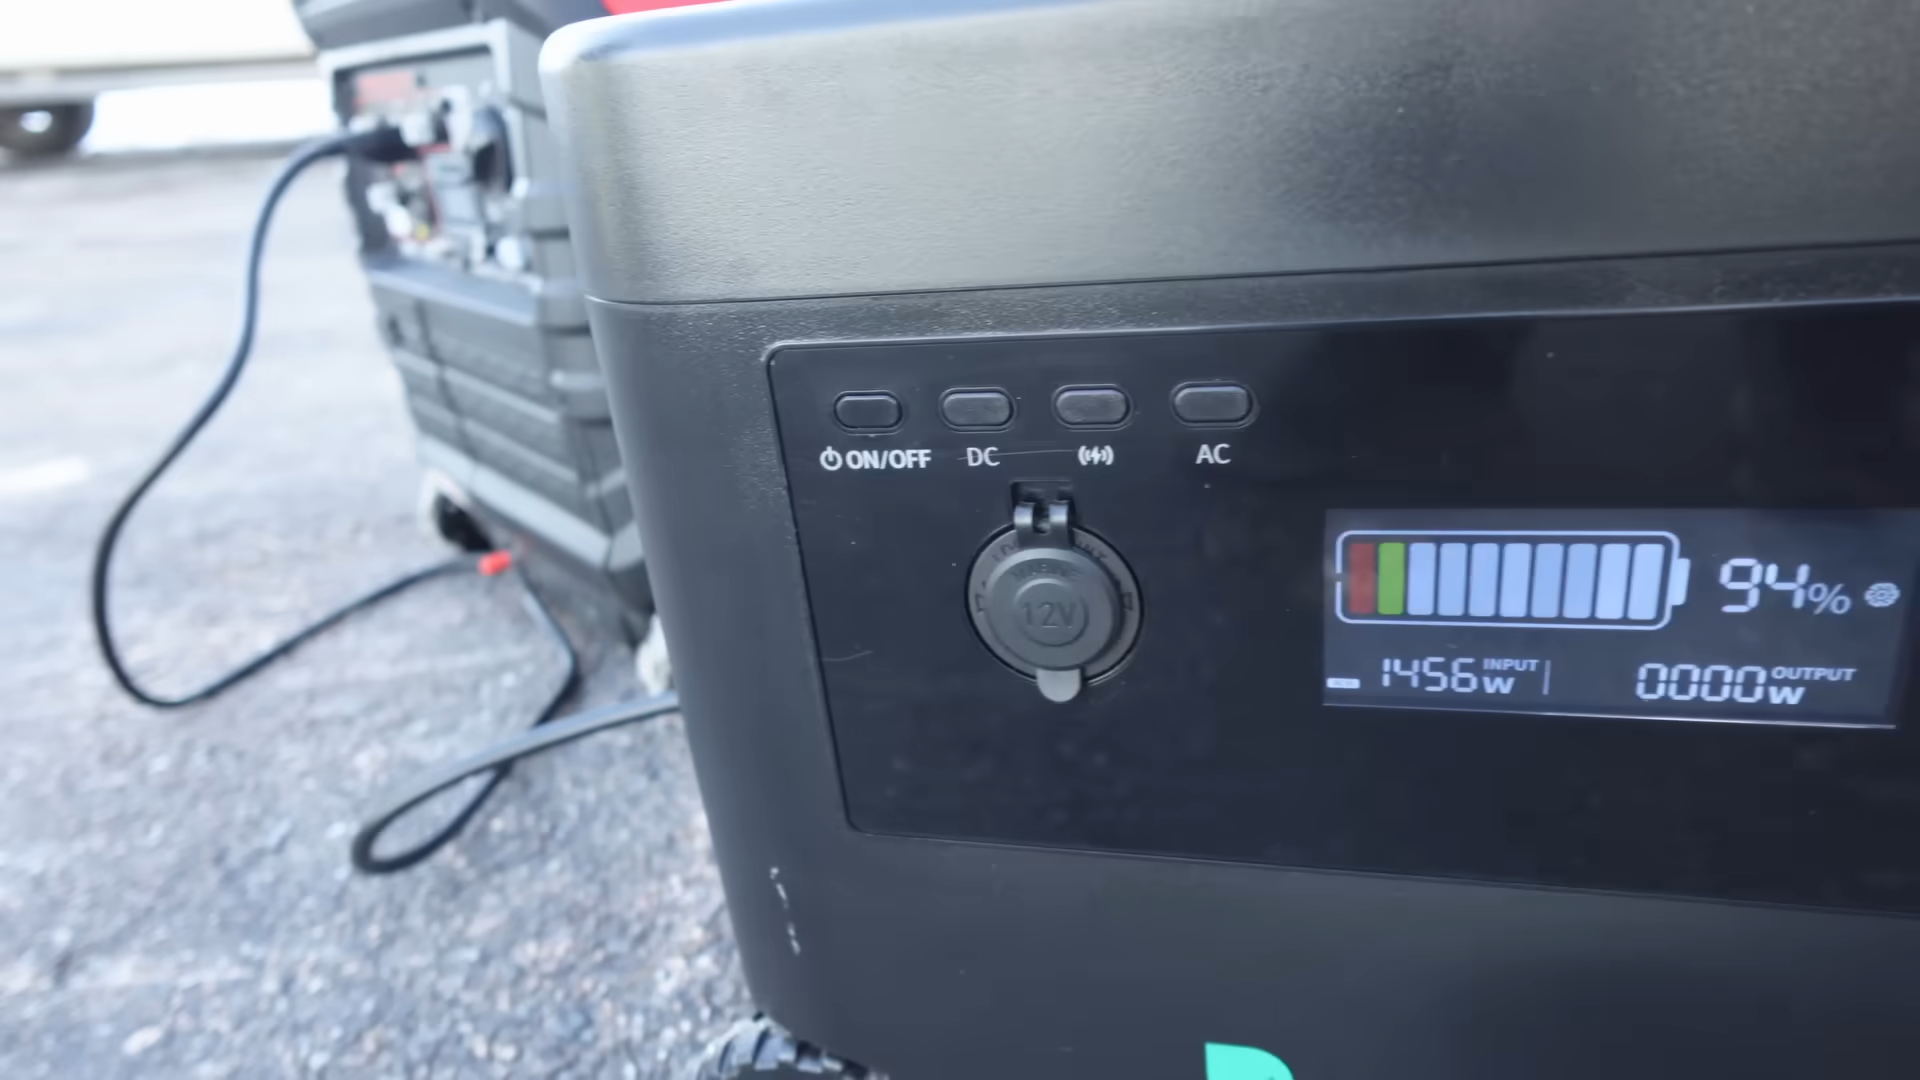 ON/OFF DC AC
12V
94%
1456W INPUT
0000W OUTPUT